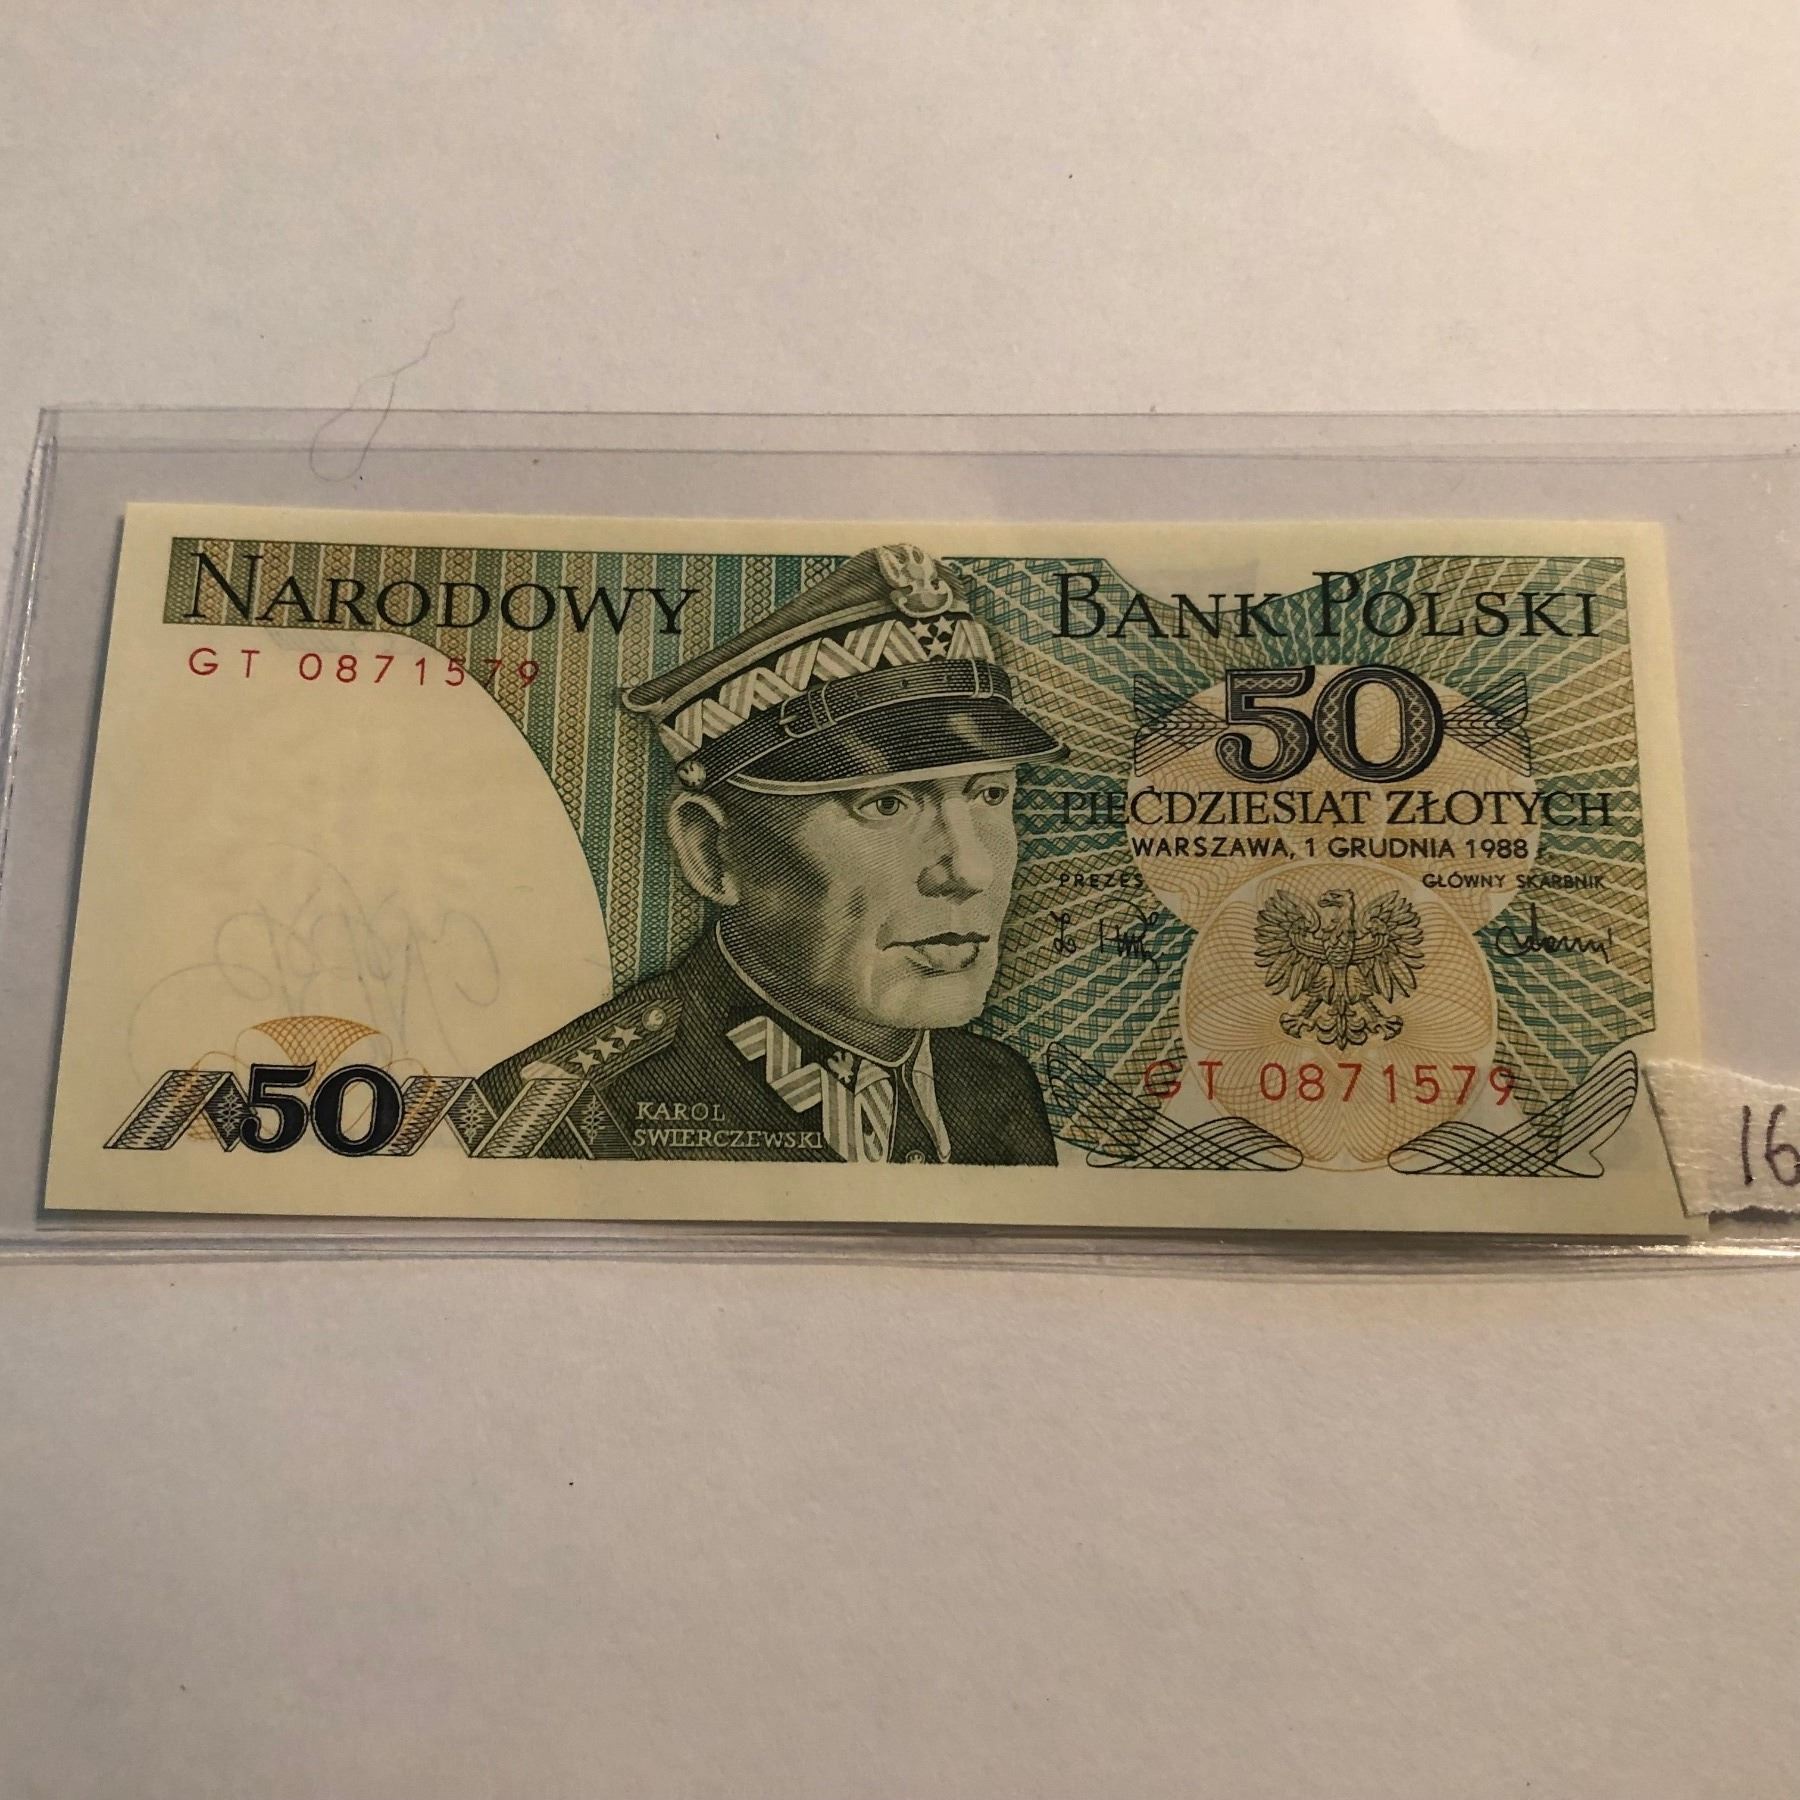 NARODOWY BANK POLSKI
GT 0871579
50
PIĘĆDZIESIĄT ZŁOTYCH
WARSZAWA, 1 GRUDNIA 1988 r.
PREZES GŁÓWNY SKARBNIK
GT 0871579
50
KAROL
ŚWIERCZEWSKI
16